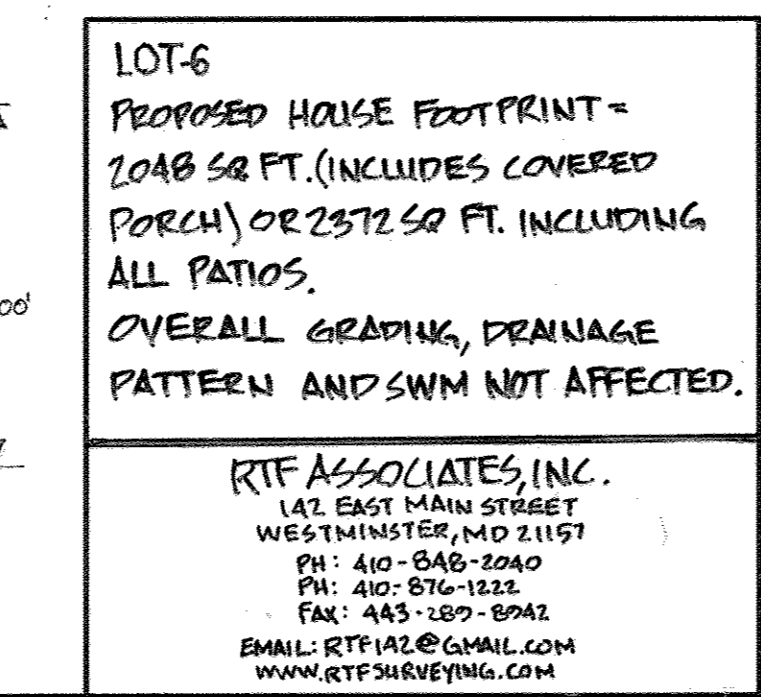 LOT-6
PROPOSED HOUSE FOOTPRINT =
2048 SQ FT. (INCLUDES COVERED
PORCH) OR 2372 SQ FT. INCLUDING
ALL PATIOS.
OVERALL GRADING, DRAINAGE
PATTERN AND SWM NOT AFFECTED.
RTF ASSOCIATES, INC.
142 EAST MAIN STREET
WESTMINSTER, MD 21157
PH: 410-848-2040
PH: 410-876-1222
FAX: 443-289-8942
EMAIL: RTF142@GMAIL.COM
WWW.RTFSURVEYING.COM
00'